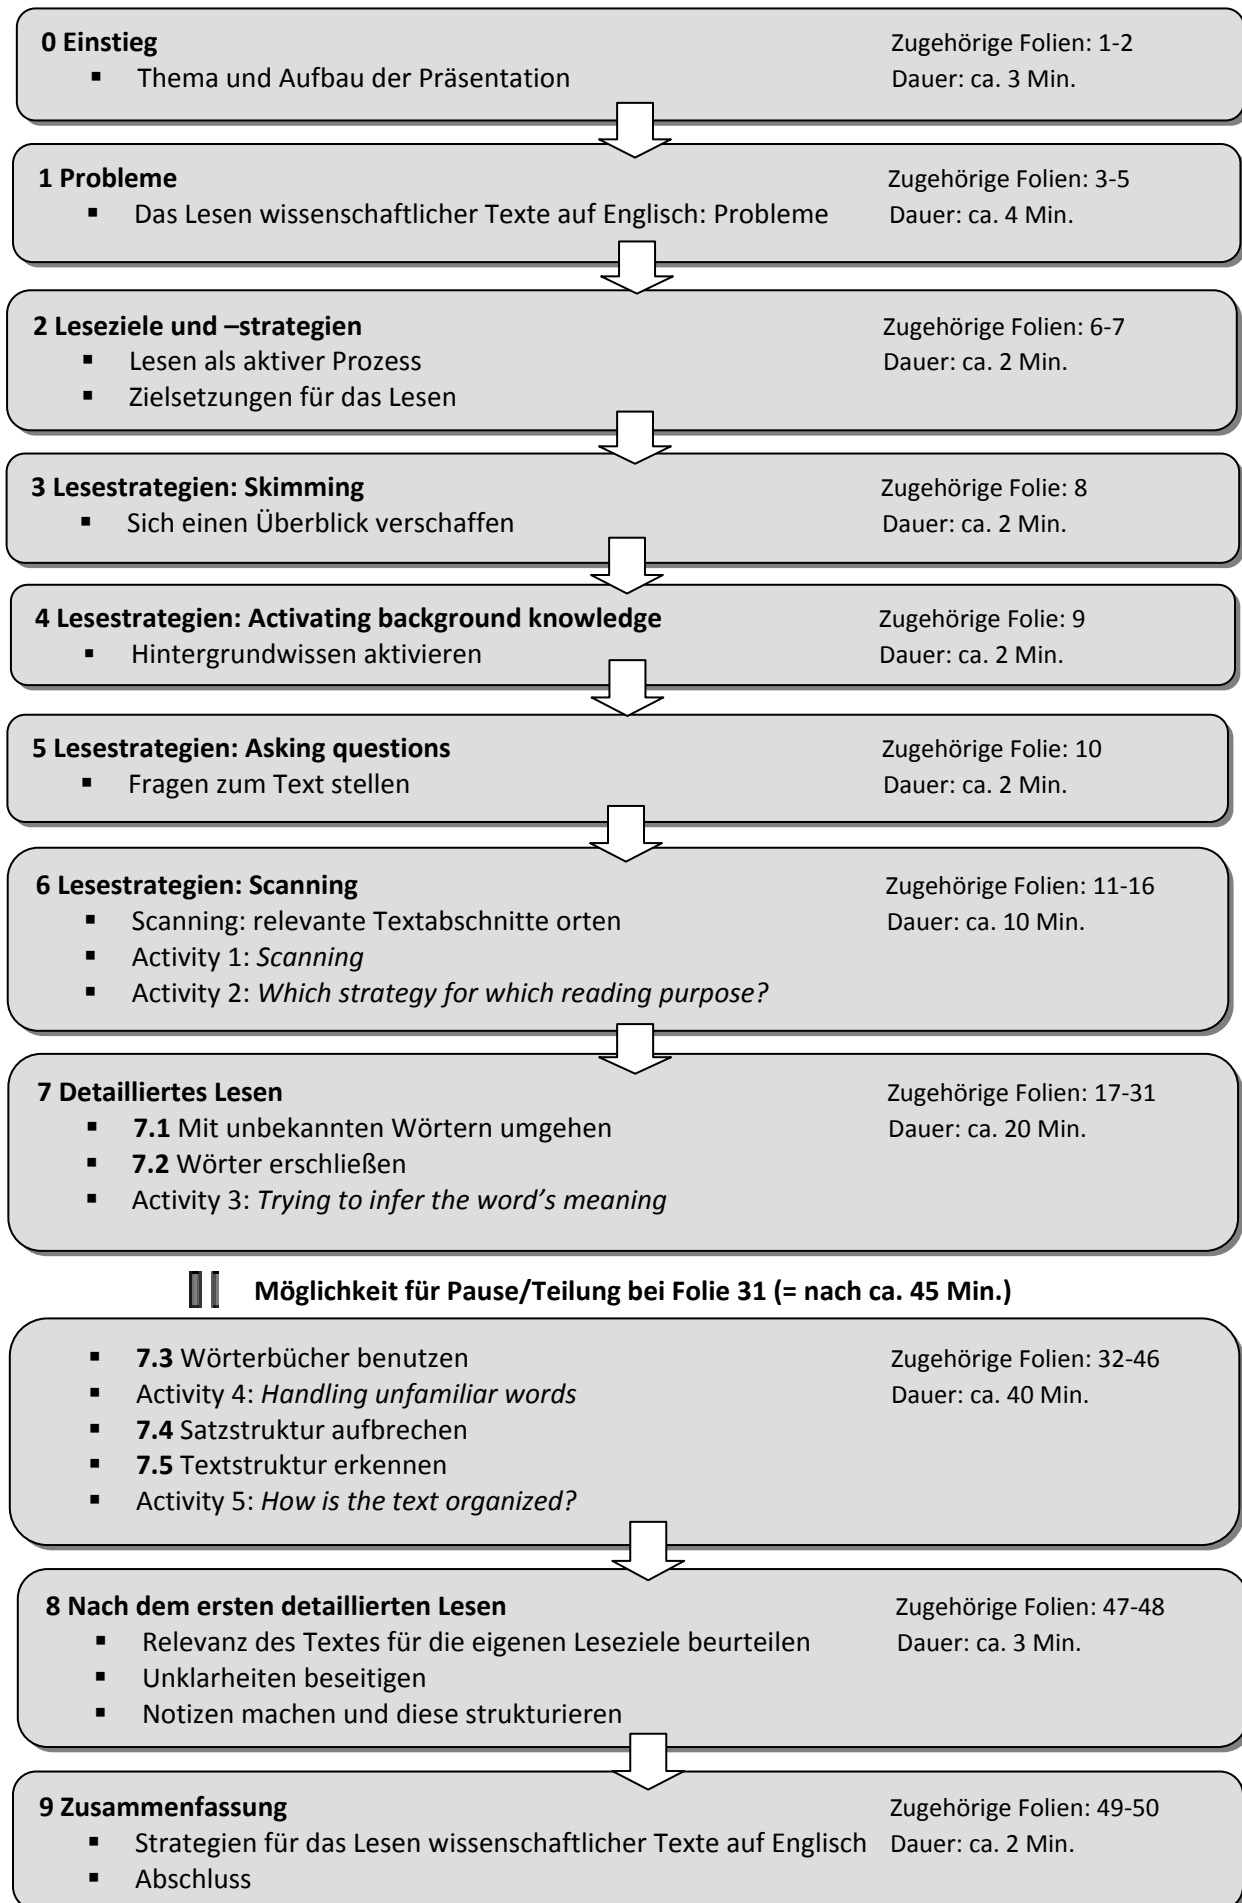 0 Einstieg Zugehörige Folien: 1-2
▪ Thema und Aufbau der Präsentation Dauer: ca. 3 Min.
1 Probleme Zugehörige Folien: 3-5
▪ Das Lesen wissenschaftlicher Texte auf Englisch: Probleme Dauer: ca. 4 Min.
2 Leseziele und –strategien Zugehörige Folien: 6-7
▪ Lesen als aktiver Prozess Dauer: ca. 2 Min.
▪ Zielsetzungen für das Lesen
3 Lesestrategien: Skimming Zugehörige Folie: 8
▪ Sich einen Überblick verschaffen Dauer: ca. 2 Min.
4 Lesestrategien: Activating background knowledge Zugehörige Folie: 9
▪ Hintergrundwissen aktivieren Dauer: ca. 2 Min.
5 Lesestrategien: Asking questions Zugehörige Folie: 10
▪ Fragen zum Text stellen Dauer: ca. 2 Min.
6 Lesestrategien: Scanning Zugehörige Folien: 11-16
▪ Scanning: relevante Textabschnitte orten Dauer: ca. 10 Min.
▪ Activity 1: Scanning
▪ Activity 2: Which strategy for which reading purpose?
7 Detailliertes Lesen Zugehörige Folien: 17-31
▪ 7.1 Mit unbekannten Wörtern umgehen Dauer: ca. 20 Min.
▪ 7.2 Wörter erschließen
▪ Activity 3: Trying to infer the word’s meaning
Möglichkeit für Pause/Teilung bei Folie 31 (= nach ca. 45 Min.)
▪ 7.3 Wörterbücher benutzen Zugehörige Folien: 32-46
▪ Activity 4: Handling unfamiliar words Dauer: ca. 40 Min.
▪ 7.4 Satzstruktur aufbrechen
▪ 7.5 Textstruktur erkennen
▪ Activity 5: How is the text organized?
8 Nach dem ersten detaillierten Lesen Zugehörige Folien: 47-48
▪ Relevanz des Textes für die eigenen Leseziele beurteilen Dauer: ca. 3 Min.
▪ Unklarheiten beseitigen
▪ Notizen machen und diese strukturieren
9 Zusammenfassung Zugehörige Folien: 49-50
▪ Strategien für das Lesen wissenschaftlicher Texte auf Englisch Dauer: ca. 2 Min.
▪ Abschluss